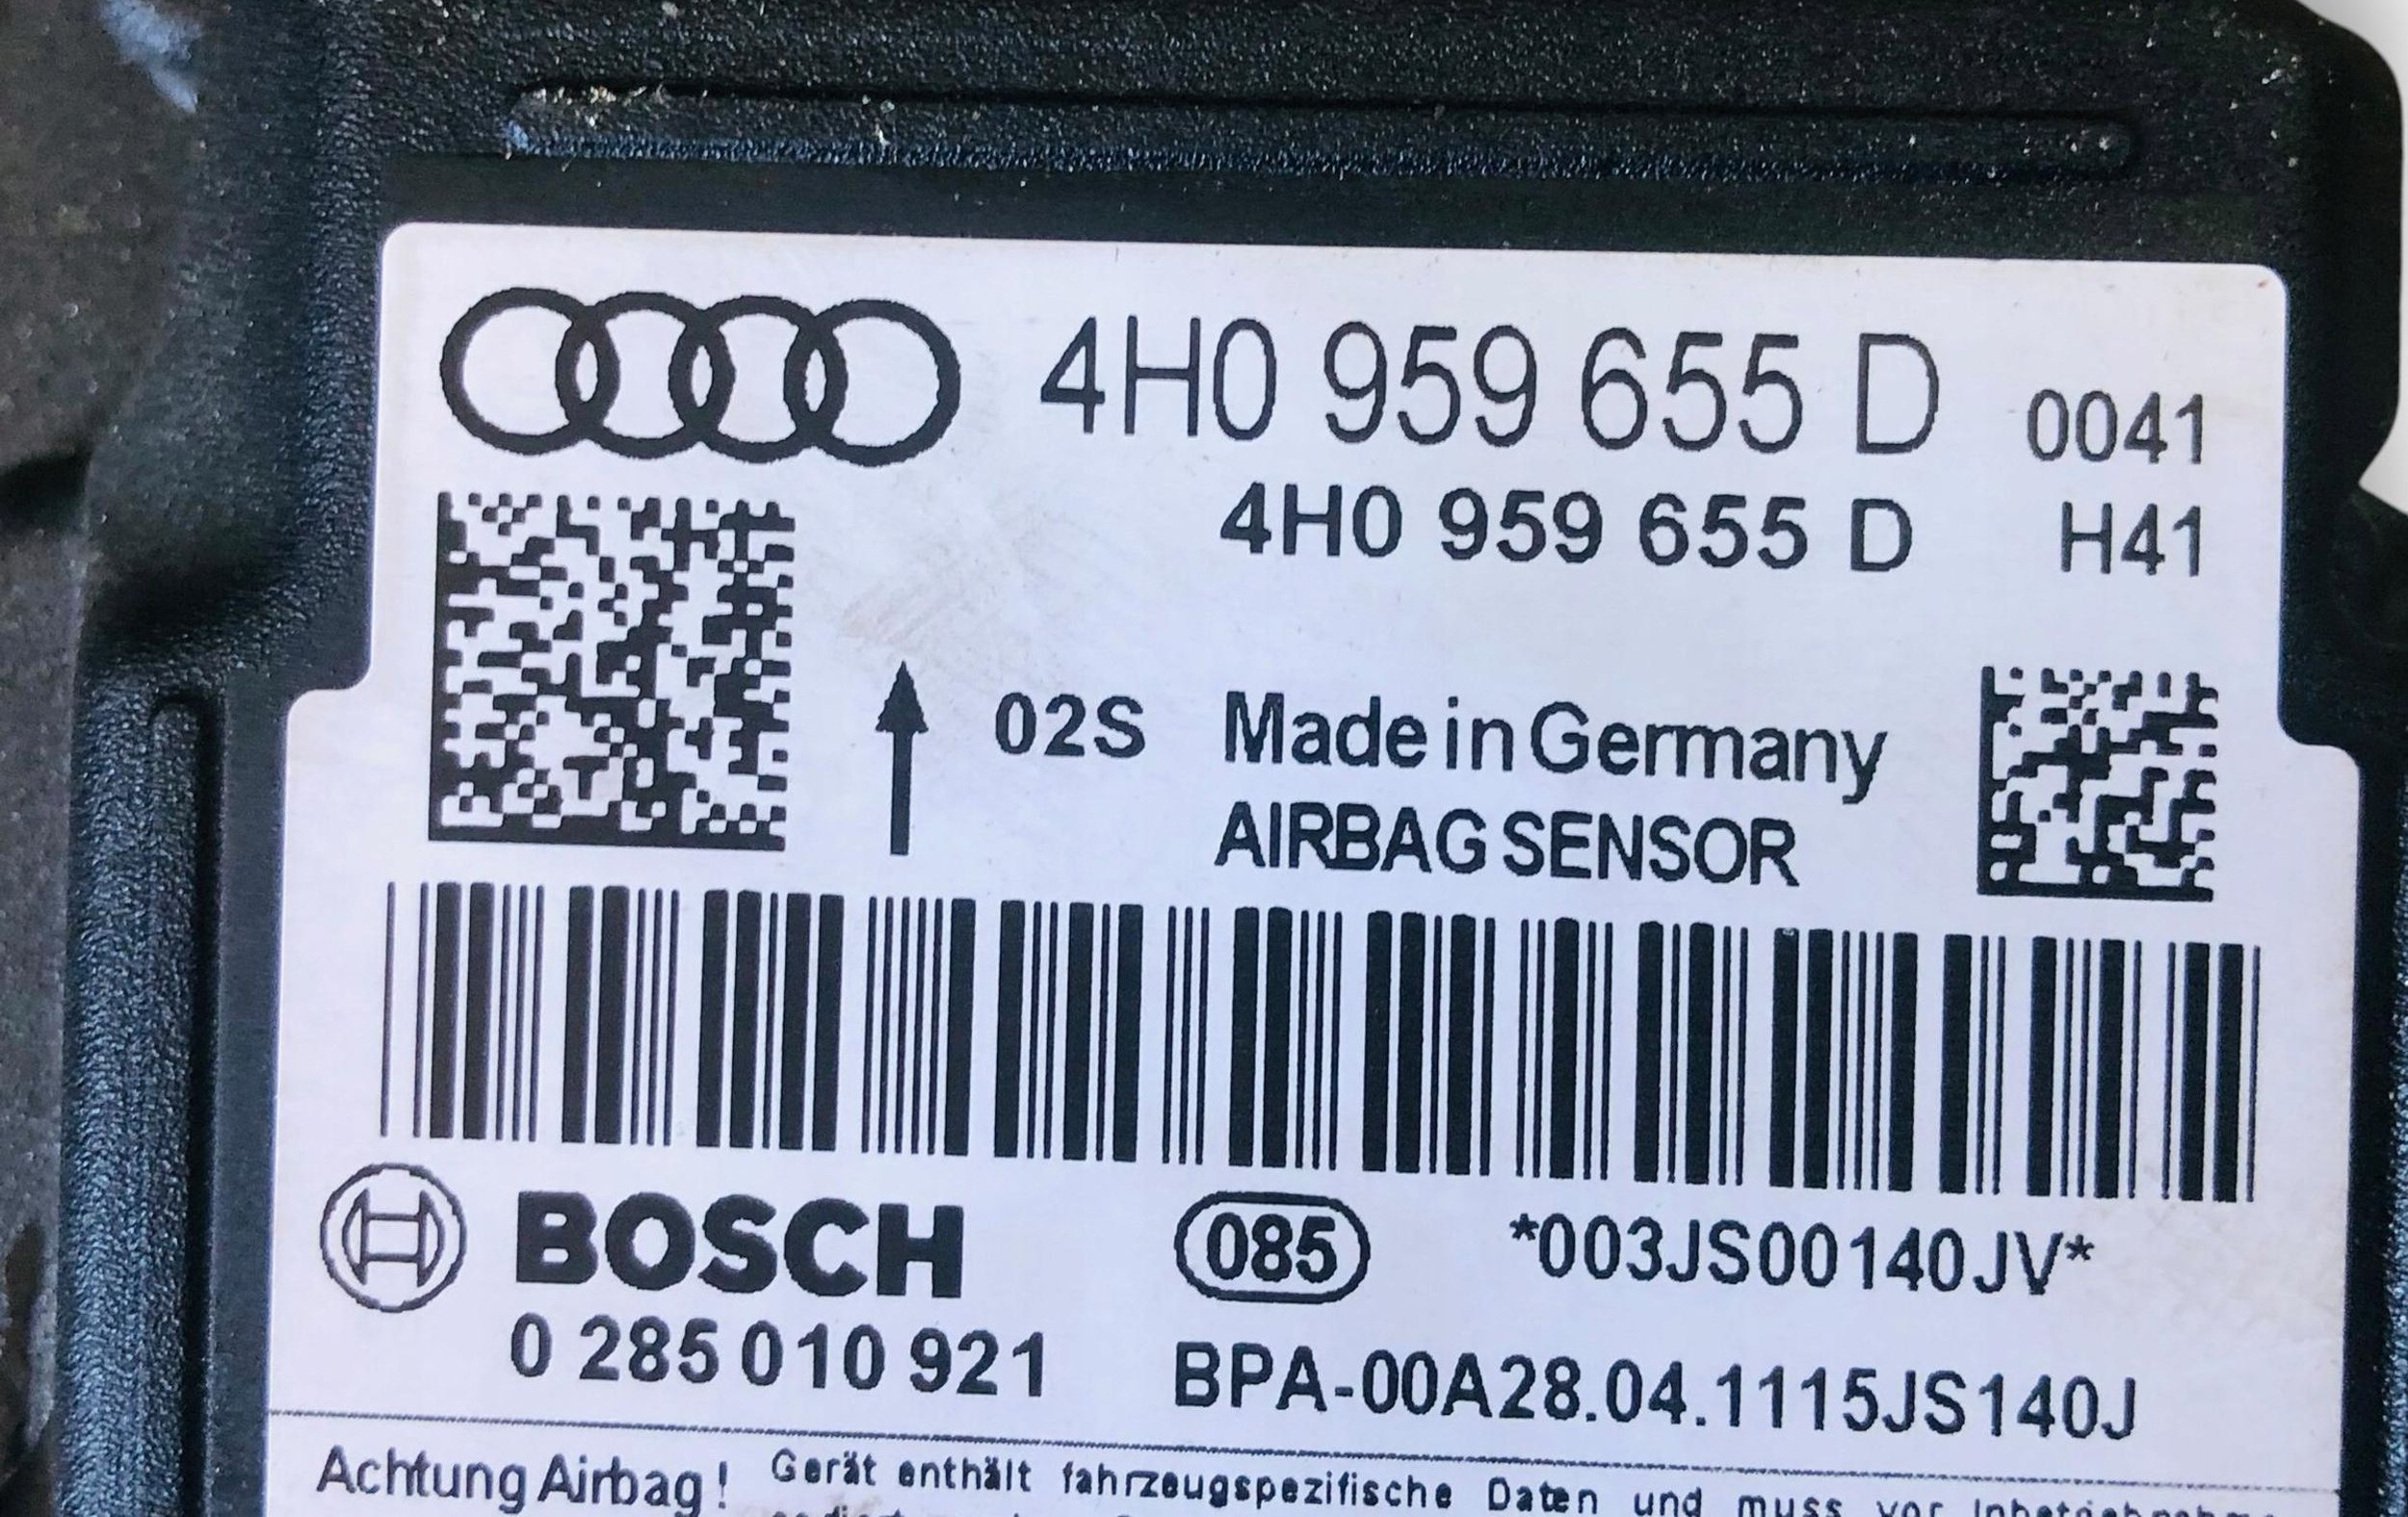 4H0 959 655 D 0041
4H0 959 655 D H41
02S Made in Germany
AIRBAG SENSOR
BOSCH 085 *003JS00140JV*
0 285 010 921 BPA-00A28.04.1115JS140J
Achtung Airbag! Gerät enthält fahrzeugspezifische Daten und muss vor